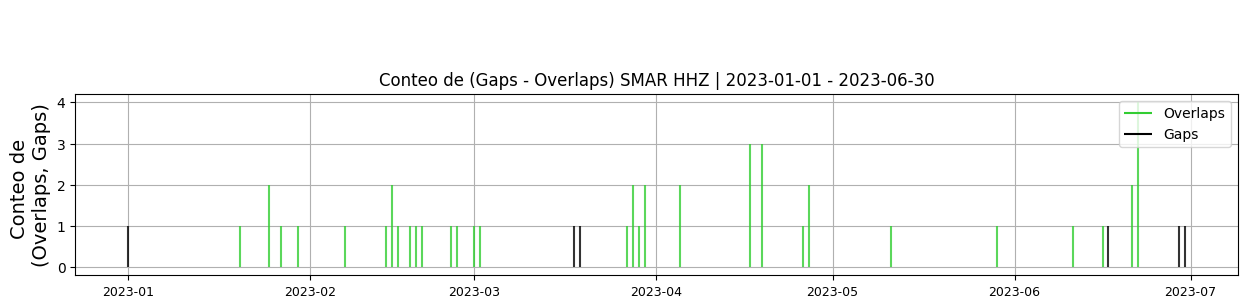 Conteo de (Gaps - Overlaps) SMAR HHZ | 2023-01-01 - 2023-06-30
Conteo de
(Overlaps, Gaps)
4
3
2
1
0
Overlaps
Gaps
2023-01 2023-02 2023-03 2023-04 2023-05 2023-06 2023-07